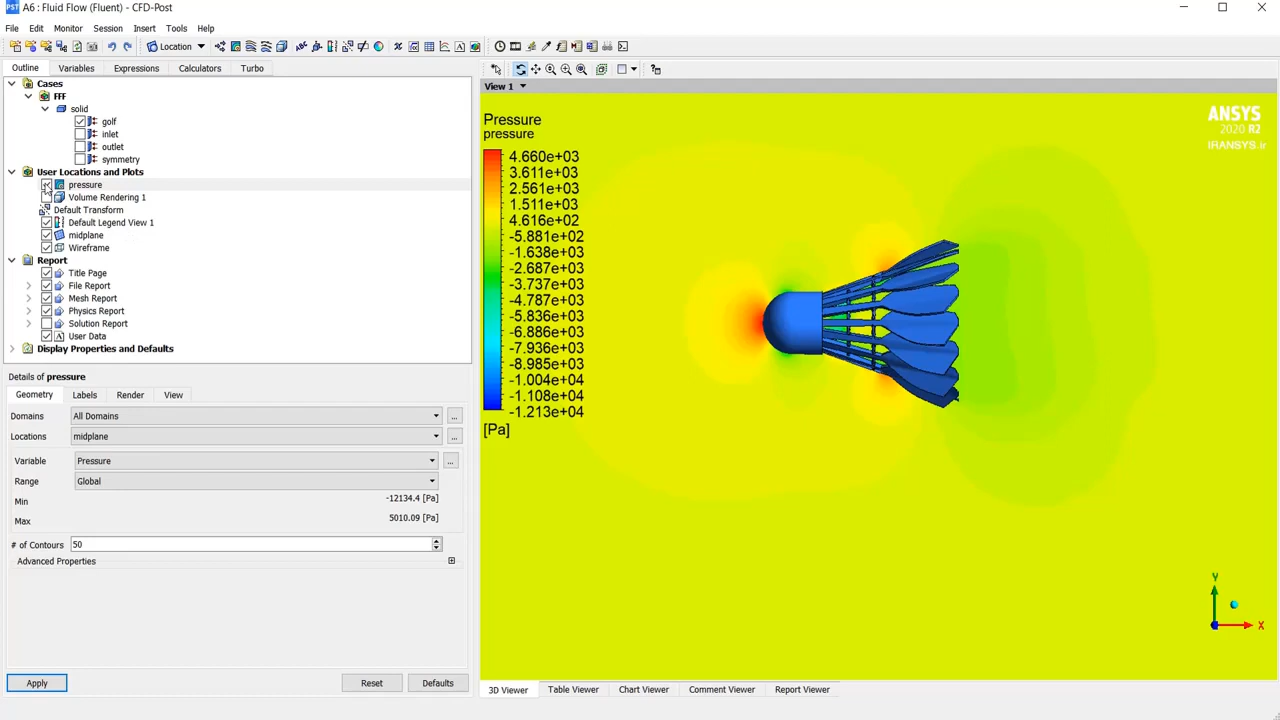 A6: Fluid Flow (Fluent) - CFD-Post
File Edit Monitor Session Insert Tools Help
Location
Outline Variables Expressions Calculators Turbo
View 1
Cases
FFF
solid
golf
inlet
outlet
symmetry
User Locations and Plots
pressure
Volume Rendering 1
Default Transform
Default Legend View 1
midplane
Wireframe
Report
Title Page
File Report
Mesh Report
Physics Report
Solution Report
User Data
Display Properties and Defaults
Details of pressure
Geometry Labels Render View
Domains All Domains ...
Locations midplane ...
Variable Pressure ...
Range Global
Min -12134.4 [Pa]
Max 5010.09 [Pa]
# of Contours 50
Advanced Properties
Apply Reset Defaults
Pressure
pressure
4.660e+03
3.611e+03
2.561e+03
1.511e+03
4.616e+02
-5.881e+02
-1.638e+03
-2.687e+03
-3.737e+03
-4.787e+03
-5.836e+03
-6.886e+03
-7.936e+03
-8.985e+03
-1.004e+04
-1.108e+04
-1.213e+04
[Pa]
ANSYS
2020 R2
IRANSYS.ir
Y
X
3D Viewer Table Viewer Chart Viewer Comment Viewer Report Viewer